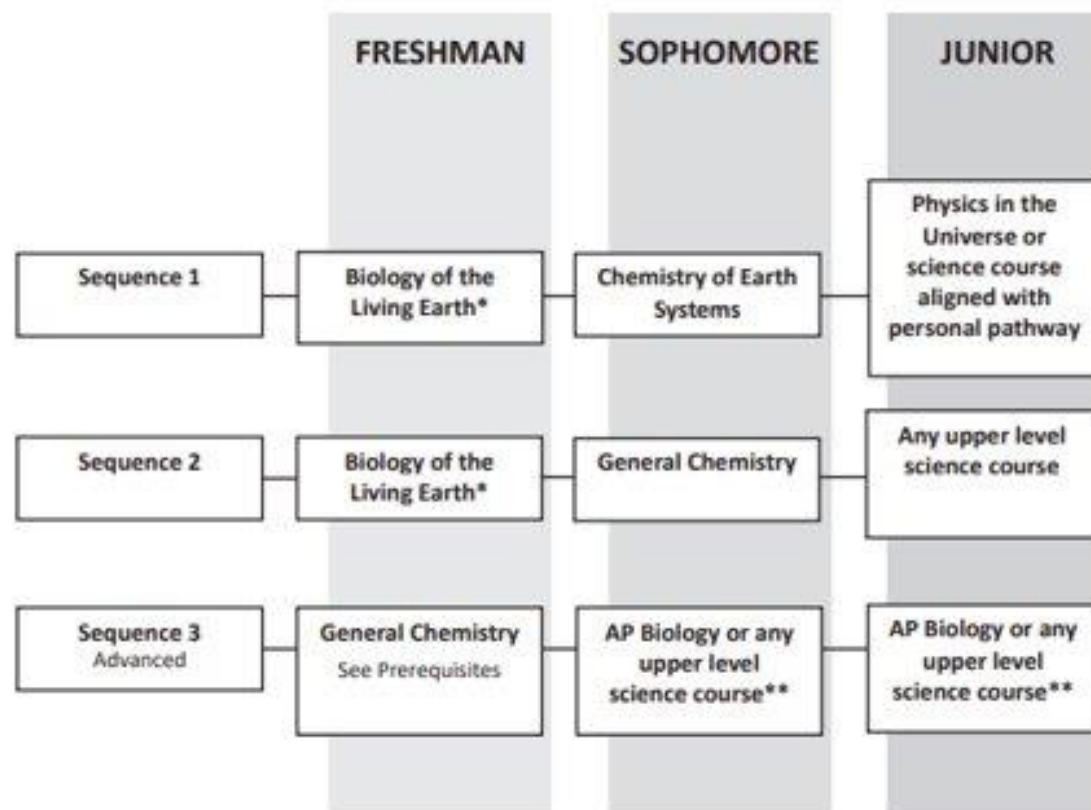 FRESHMAN
SOPHOMORE
JUNIOR
Sequence 1
Biology of the
Living Earth*
Chemistry of Earth
Systems
Physics in the
Universe or
science course
aligned with
personal pathway
Sequence 2
Biology of the
Living Earth*
General Chemistry
Any upper level
science course
Sequence 3
Advanced
General Chemistry
See Prerequisites
AP Biology or any
upper level
science course**
AP Biology or any
upper level
science course**